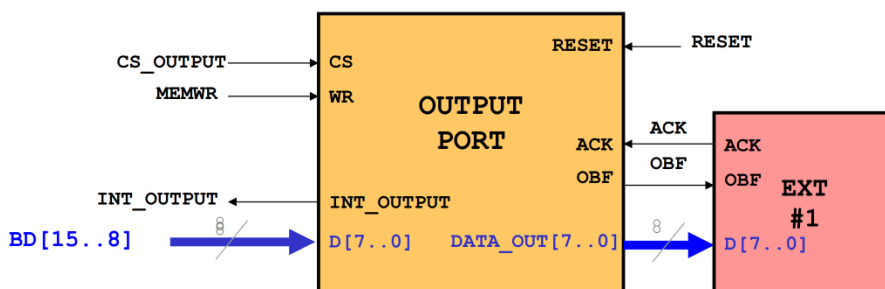 RESET RESET
CS_OUTPUT CS
MEMWR WR
OUTPUT
PORT
ACK ACK ACK
OBF OBF OBF
EXT
#1
INT_OUTPUT INT_OUTPUT
8 8
BD[15..8] D[7..0] DATA_OUT[7..0] 8 D[7..0]